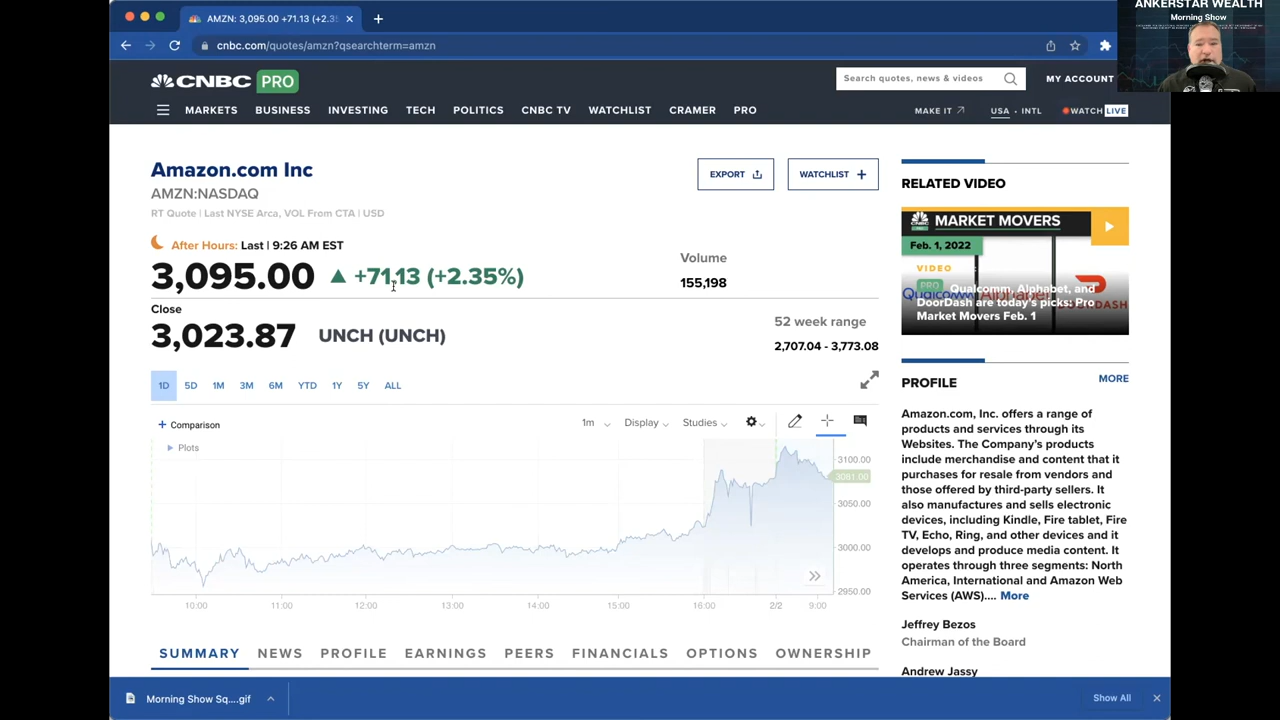 AMZN: 3,095.00 +71.13 (+2.3
cnbc.com/quotes/amzn?qsearchterm=amzn
ANKERSTAR WEALTH
Morning Show
CNBC PRO
Search quotes, news & videos
MY ACCOUNT
MARKETS BUSINESS INVESTING TECH POLITICS CNBC TV WATCHLIST CRAMER PRO
MAKE IT USA • INTL WATCH LIVE
Amazon.com Inc
AMZN:NASDAQ
RT Quote | Last NYSE Arca, VOL From CTA | USD
EXPORT
WATCHLIST +
After Hours: Last | 9:26 AM EST
3,095.00 +71.13 (+2.35%)
Volume
155,198
Close
3,023.87 UNCH (UNCH)
52 week range
2,707.04 - 3,773.08
1D 5D 1M 3M 6M YTD 1Y 5Y ALL
+ Comparison
1m Display Studies
Plots
3100.00
3081.00
3050.00
3000.00
2950.00
10:00 11:00 12:00 13:00 14:00 15:00 16:00 2/2 9:00
SUMMARY NEWS PROFILE EARNINGS PEERS FINANCIALS OPTIONS OWNERSHIP
RELATED VIDEO
MARKET MOVERS
Feb. 1, 2022
VIDEO
PRO Qualcomm, Alphabet, and
DoorDash are today's picks: Pro
Market Movers Feb. 1
Qualcomm Alphabet DOORDASH
PROFILE
MORE
Amazon.com, Inc. offers a range of
products and services through its
Websites. The Company's products
include merchandise and content that it
purchases for resale from vendors and
those offered by third-party sellers. It
also manufactures and sells electronic
devices, including Kindle, Fire tablet, Fire
TV, Echo, Ring, and other devices and it
develops and produce media content. It
operates through three segments: North
America, International and Amazon Web
Services (AWS).... More
Jeffrey Bezos
Chairman of the Board
Andrew Jassy
Morning Show Sq....gif
Show All